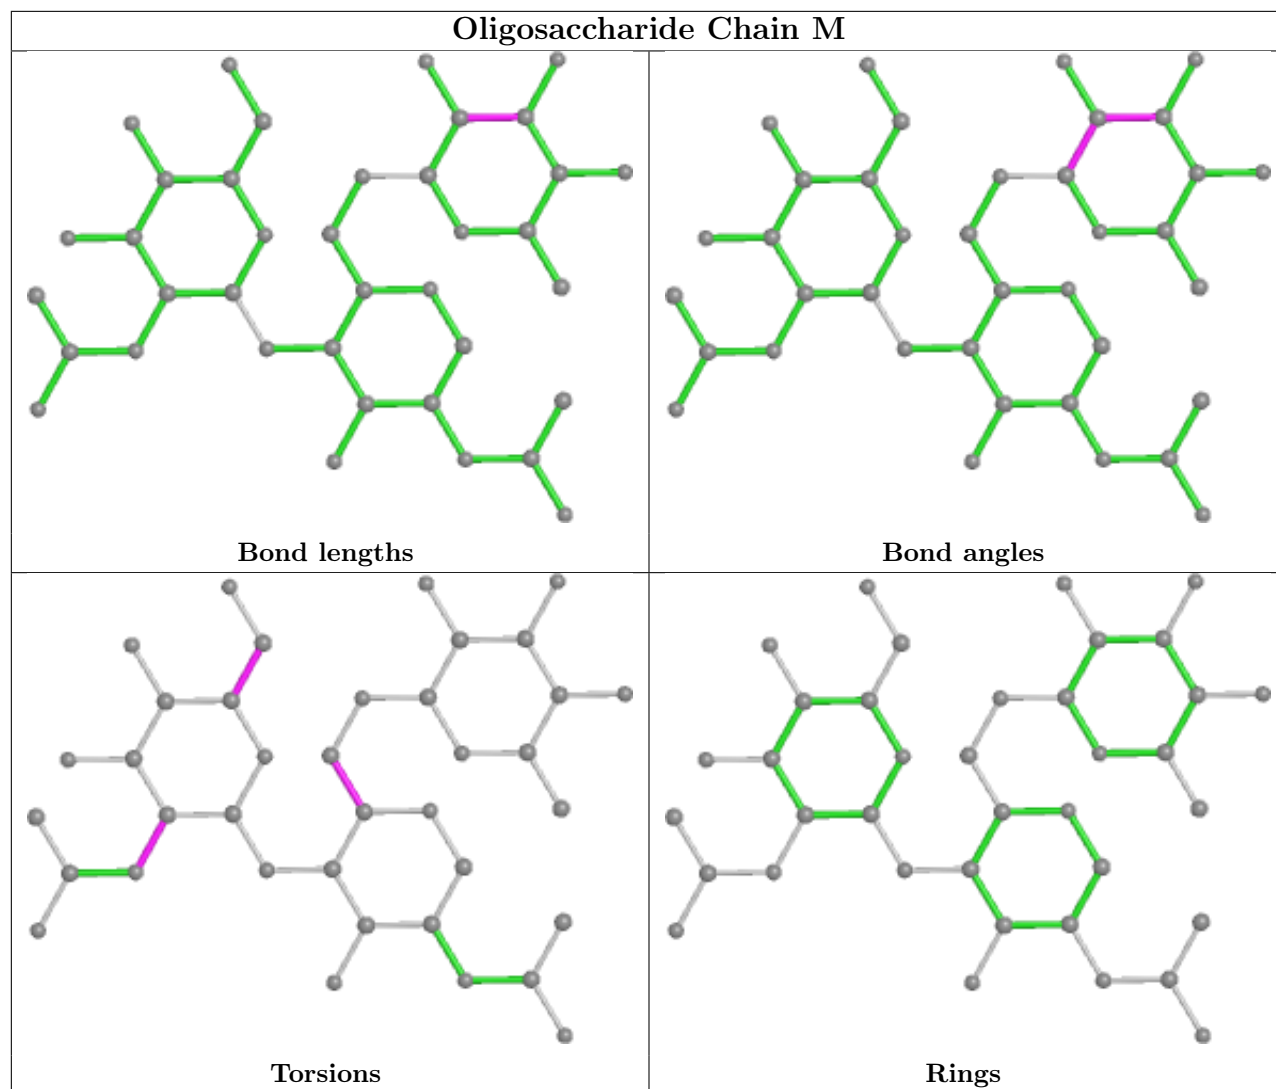 Oligosaccharide Chain M
Bond lengths
Bond angles
Torsions
Rings